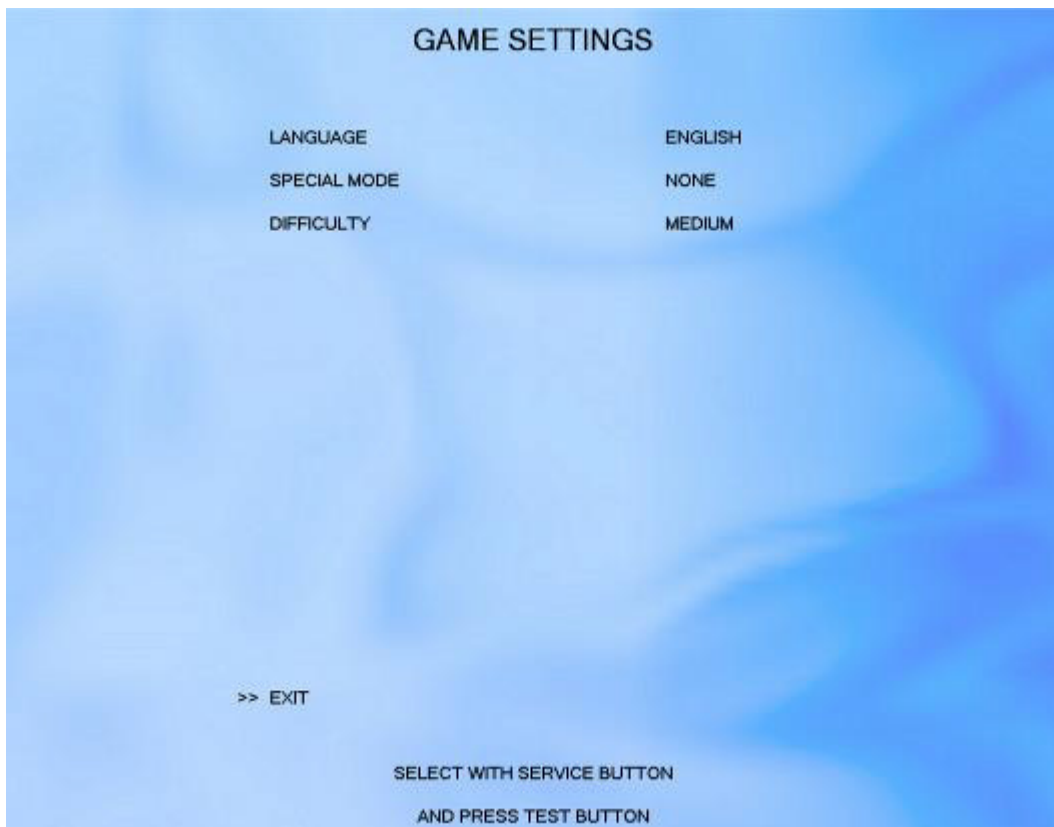 GAME SETTINGS
LANGUAGE ENGLISH
SPECIAL MODE NONE
DIFFICULTY MEDIUM
>> EXIT
SELECT WITH SERVICE BUTTON
AND PRESS TEST BUTTON